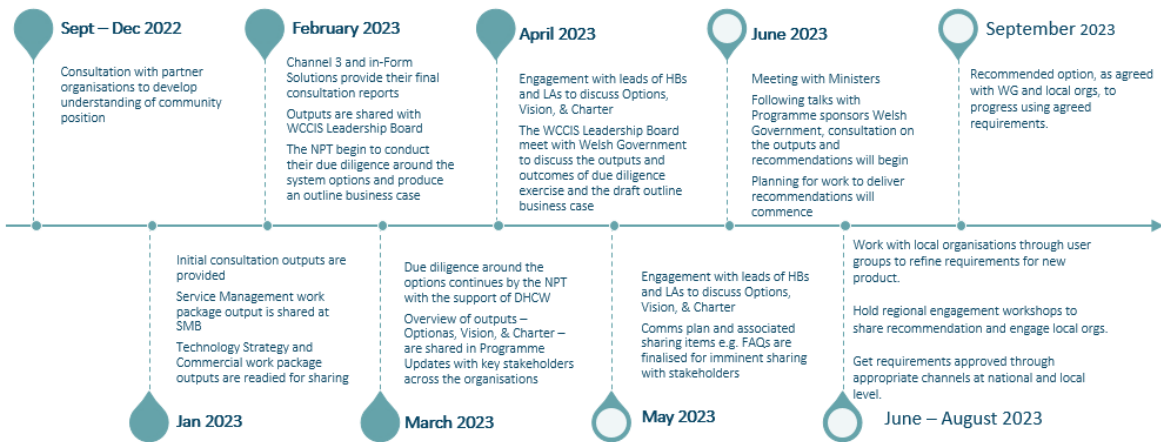 Sept – Dec 2022
Consultation with partner
organisations to develop
understanding of community
position
February 2023
Channel 3 and in-Form
Solutions provide their final
consultation reports
Outputs are shared with
WCCIS Leadership Board
The NPT begin to conduct
their due diligence around the
system options and produce
an outline business case
April 2023
Engagement with leads of HBs
and LAs to discuss Options,
Vision, & Charter
The WCCIS Leadership Board
meet with Welsh Government
to discuss the outputs and
outcomes of due diligence
exercise and the draft outline
business case
June 2023
Meeting with Ministers
Following talks with
Programme sponsors Welsh
Government, consultation on
the outputs and
recommendations will begin
Planning for work to deliver
recommendations will
commence
September 2023
Recommended option, as agreed
with WG and local orgs, to
progress using agreed
requirements.
Initial consultation outputs are
provided
Service Management work
package output is shared at
SMB
Technology Strategy and
Commercial work package
outputs are readied for sharing
Jan 2023
Due diligence around the
options continues by the NPT
with the support of DHCW
Overview of outputs –
Optionas, Vision, & Charter –
are shared in Programme
Updates with key stakeholders
across the organisations
March 2023
Engagement with leads of HBs
and LAs to discuss Options,
Vision, & Charter
Comms plan and associated
sharing items e.g. FAQs are
finalised for imminent sharing
with stakeholders
May 2023
Work with local organisations through user
groups to refine requirements for new
product.
Hold regional engagement workshops to
share recommendation and engage local orgs.
Get requirements approved through
appropriate channels at national and local
level.
June – August 2023